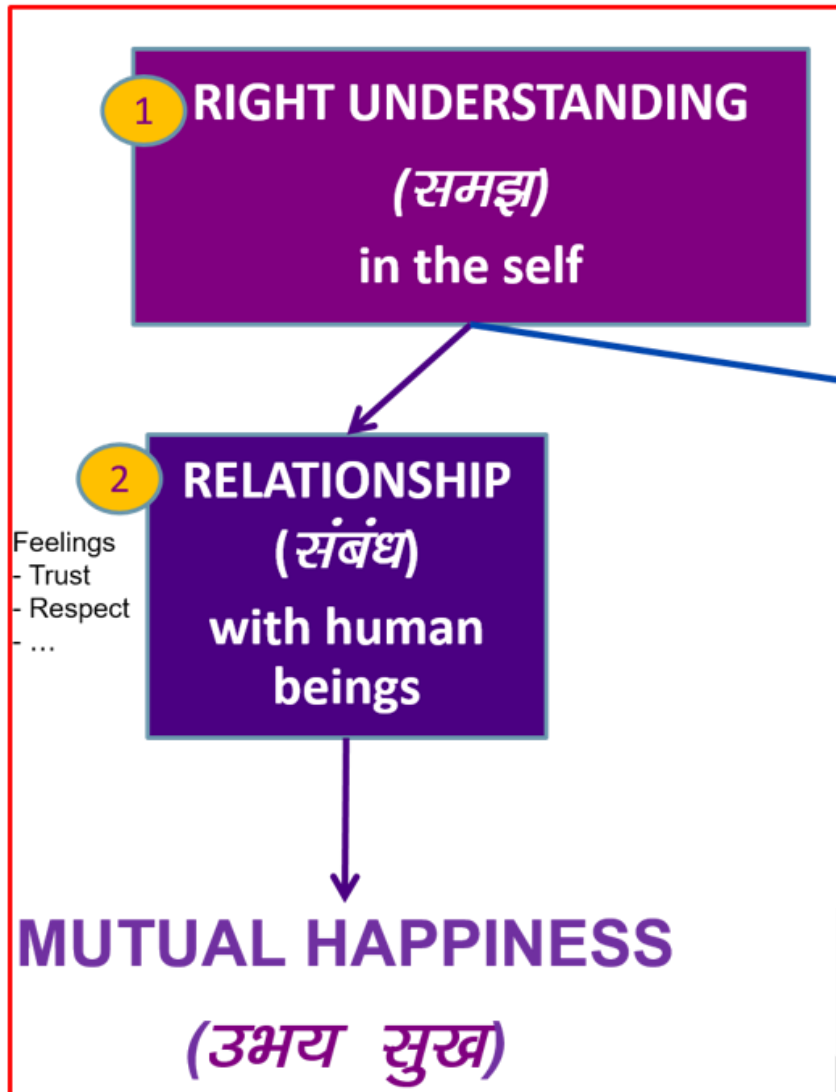 1
RIGHT UNDERSTANDING
(समझ)
in the self
2
RELATIONSHIP
(संबंध)
with human
beings
Feelings
- Trust
- Respect
- ...
MUTUAL HAPPINESS
(उभय सुख)